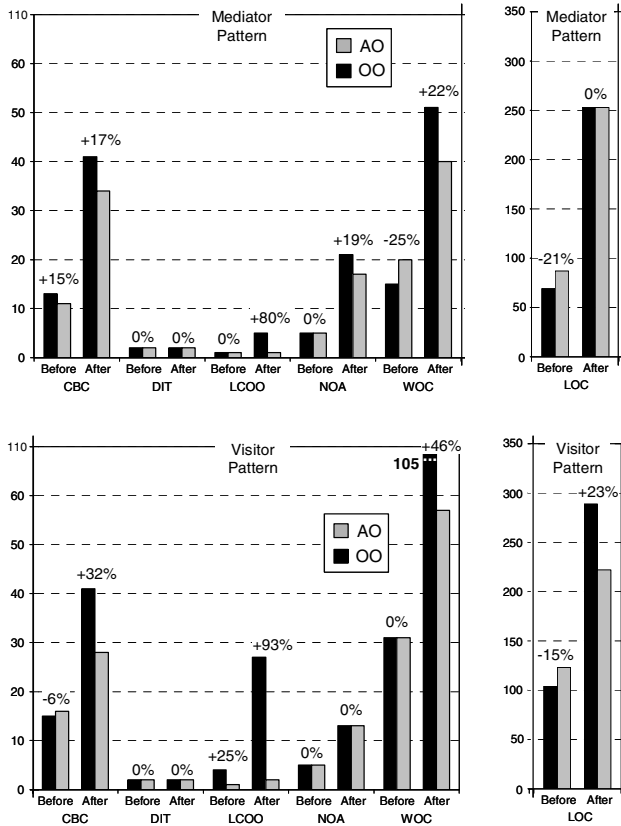 110
60
50
40
30
20
10
0
Mediator
Pattern
AO
OO
+15%
+17%
0%
0%
0%
+80%
0%
+19%
-25%
+22%
Before After Before After Before After Before After Before After
CBC DIT LCOO NOA WOC
350
300
250
200
150
100
50
0
Mediator
Pattern
0%
-21%
Before After
LOC
110
60
50
40
30
20
10
0
Visitor
Pattern
AO
OO
-6%
+32%
0%
0%
+25%
+93%
0%
0%
0%
+46%
105
Before After Before After Before After Before After Before After
CBC DIT LCOO NOA WOC
350
300
250
200
150
100
50
0
Visitor
Pattern
+23%
-15%
Before After
LOC